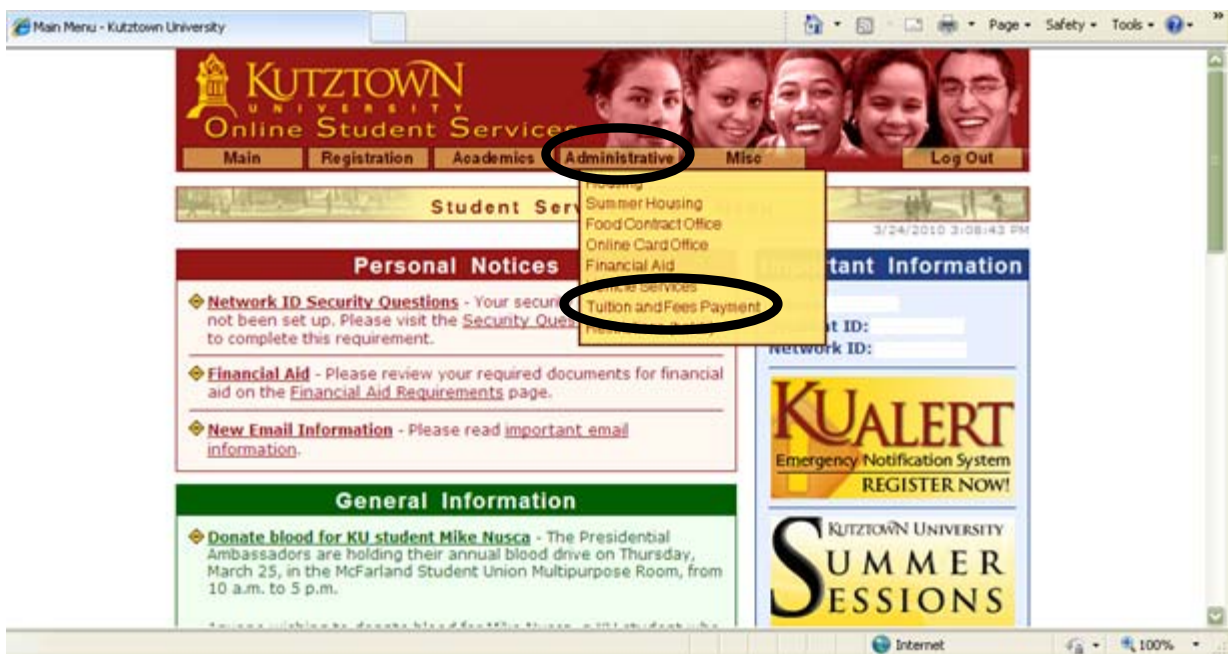 Main Menu - Kutztown University
Page
Safety
Tools
»
KUTZTOWN
UNIVERSITY
Online Student Services
Main
Registration
Academics
Administrative
Misc
Log Out
Housing
Summer Housing
Food Contract Office
Online Card Office
Financial Aid
Vehicle Services
Tuition and Fees Payment
Student Ser
3/24/2010 3:08:43 PM
Personal Notices
Network ID Security Questions - Your securi
not been set up. Please visit the Security Ques
to complete this requirement.
Financial Aid - Please review your required documents for financial
aid on the Financial Aid Requirements page.
New Email Information - Please read important email
information.
General Information
Donate blood for KU student Mike Nusca - The Presidential
Ambassadors are holding their annual blood drive on Thursday,
March 25, in the McFarland Student Union Multipurpose Room, from
10 a.m. to 5 p.m.
tant Information
t ID:
Network ID:
KUALERT
Emergency Notification System
REGISTER NOW!
KUTZTOWN UNIVERSITY
SUMMER
SESSIONS
Internet
100%